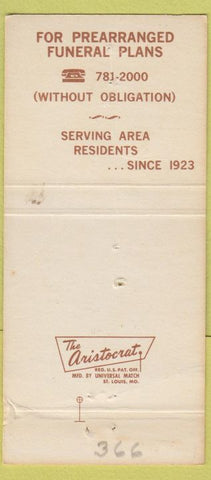 FOR PREARRANGED
FUNERAL PLANS
781-2000
(WITHOUT OBLIGATION)
SERVING AREA
RESIDENTS
...SINCE 1923
The
Aristocrat
REG. U.S. PAT. OFF.
MFG. BY UNIVERSAL MATCH
ST. LOUIS, MO.
366